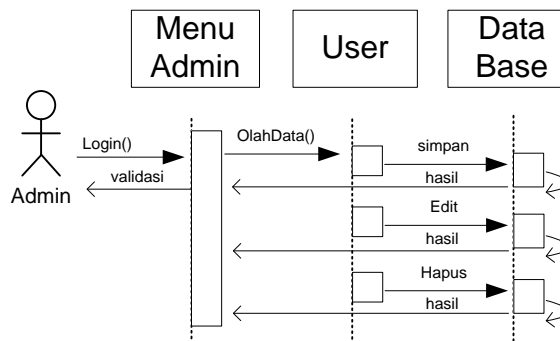 Menu
Admin
User
Data
Base
Login()
OlahData()
simpan
validasi
hasil
Admin
Edit
hasil
Hapus
hasil